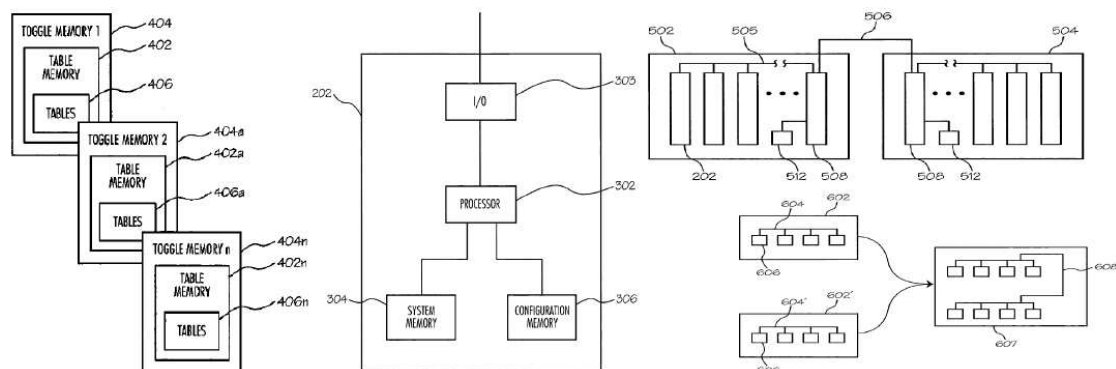 TOGGLE MEMORY 1
404
TABLE
MEMORY
402
TABLES
406
TOGGLE MEMORY 2
404a
TABLE
MEMORY
402a
TABLES
406a
TOGGLE MEMORY n
404n
TABLE
MEMORY
402n
TABLES
406n
202
I/O
303
PROCESSOR
302
304
SYSTEM
MEMORY
CONFIGURATION
MEMORY
306
502
505
506
504
202
512
508
508
512
604
602
606
604'
602'
608
607